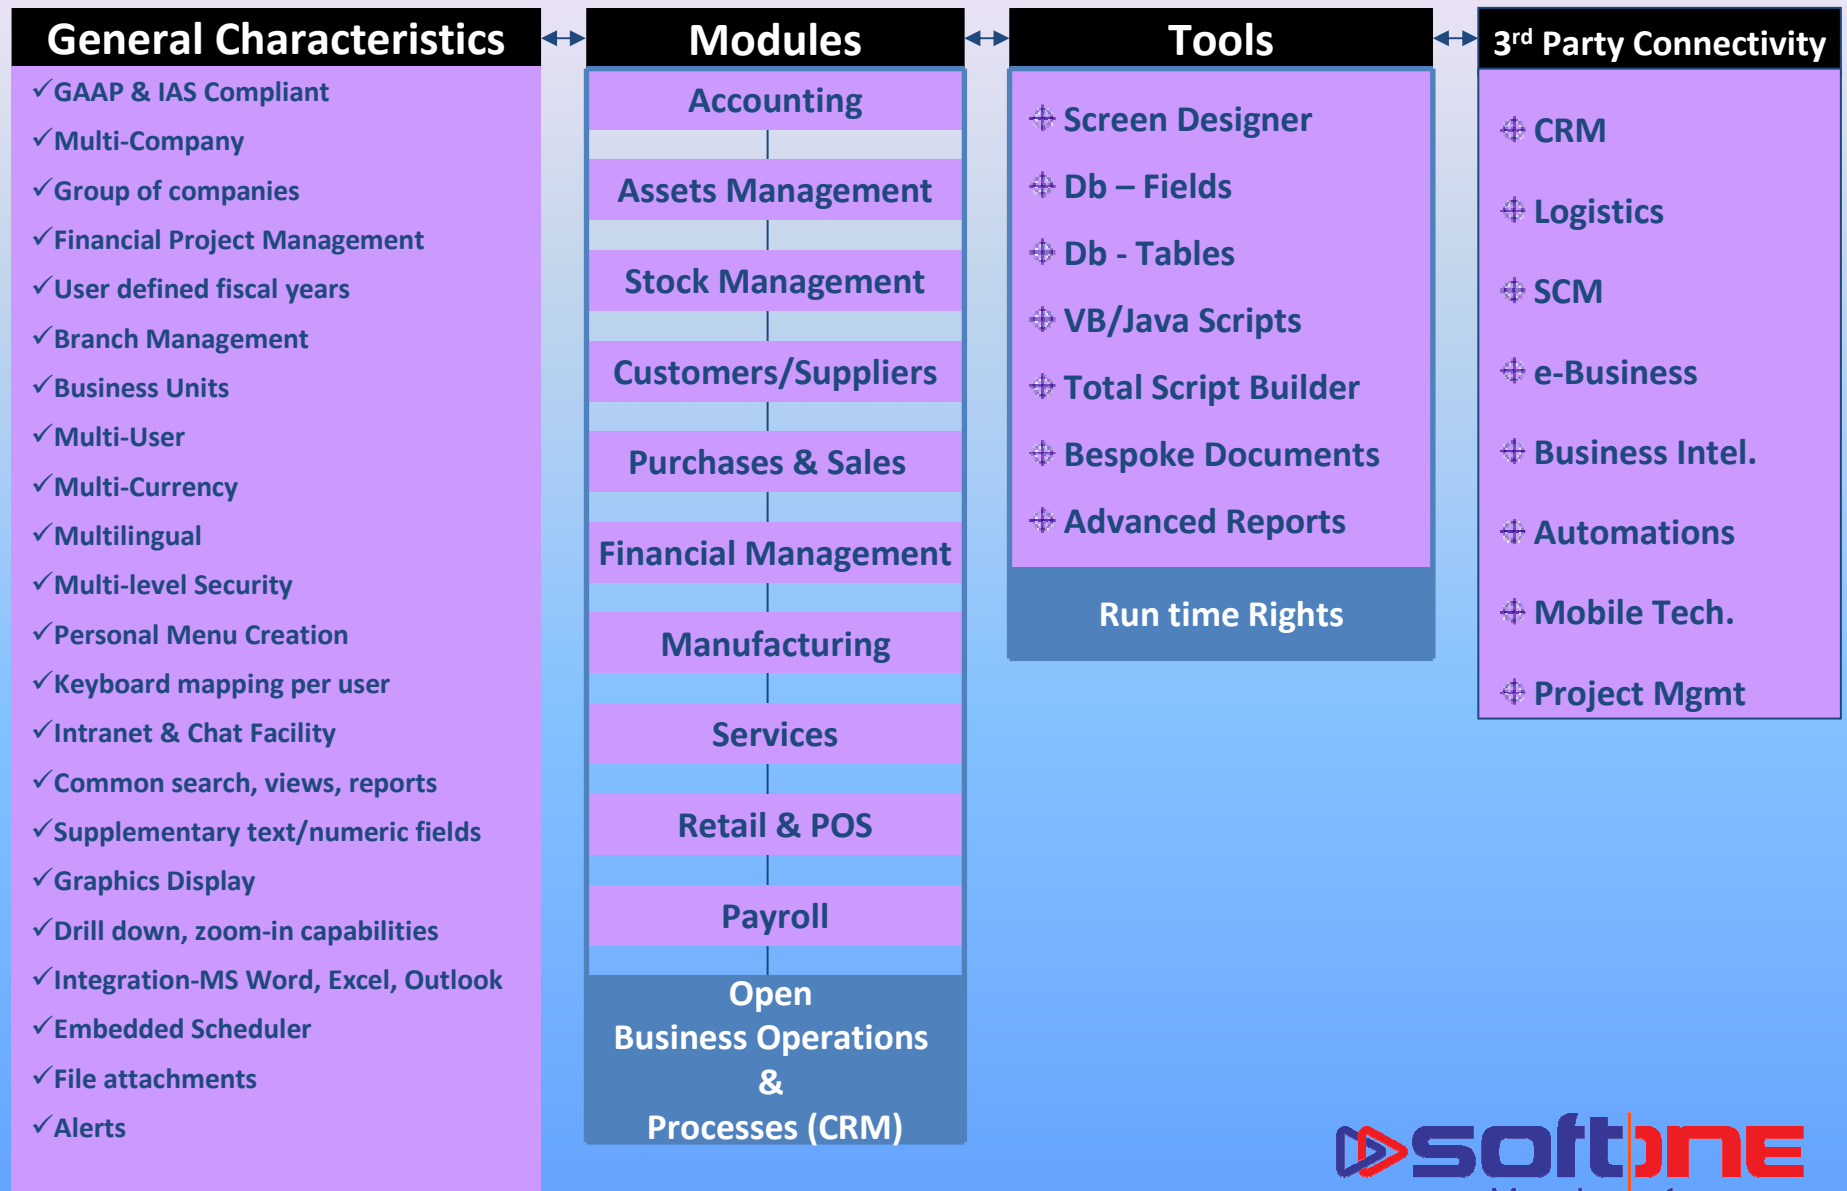 General Characteristics
✓GAAP & IAS Compliant
✓Multi-Company
✓Group of companies
✓Financial Project Management
✓User defined fiscal years
✓Branch Management
✓Business Units
✓Multi-User
✓Multi-Currency
✓Multilingual
✓Multi-level Security
✓Personal Menu Creation
✓Keyboard mapping per user
✓Intranet & Chat Facility
✓Common search, views, reports
✓Supplementary text/numeric fields
✓Graphics Display
✓Drill down, zoom-in capabilities
✓Integration-MS Word, Excel, Outlook
✓Embedded Scheduler
✓File attachments
✓Alerts
Modules
Accounting
Assets Management
Stock Management
Customers/Suppliers
Purchases & Sales
Financial Management
Manufacturing
Services
Retail & POS
Payroll
Open
Business Operations
&
Processes (CRM)
Tools
Screen Designer
Db – Fields
Db - Tables
VB/Java Scripts
Total Script Builder
Bespoke Documents
Advanced Reports
Run time Rights
3rd Party Connectivity
CRM
Logistics
SCM
e-Business
Business Intel.
Automations
Mobile Tech.
Project Mgmt
softone